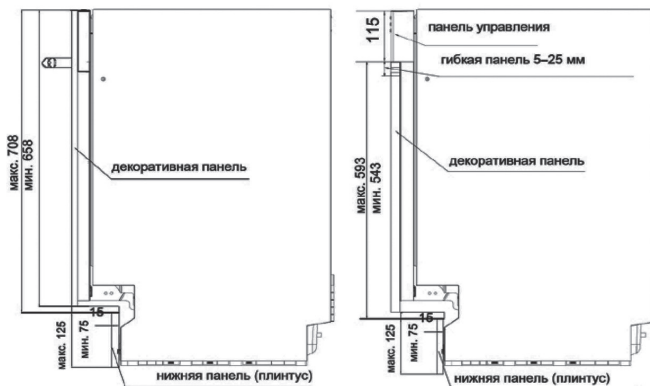 макс. 708
мин. 658
декоративная панель
15
макс. 125
мин. 75
нижняя панель (плинтус)
115
панель управления
гибкая панель 5–25 мм
макс. 593
мин. 543
декоративная панель
15
макс. 125
мин. 75
нижняя панель (плинтус)